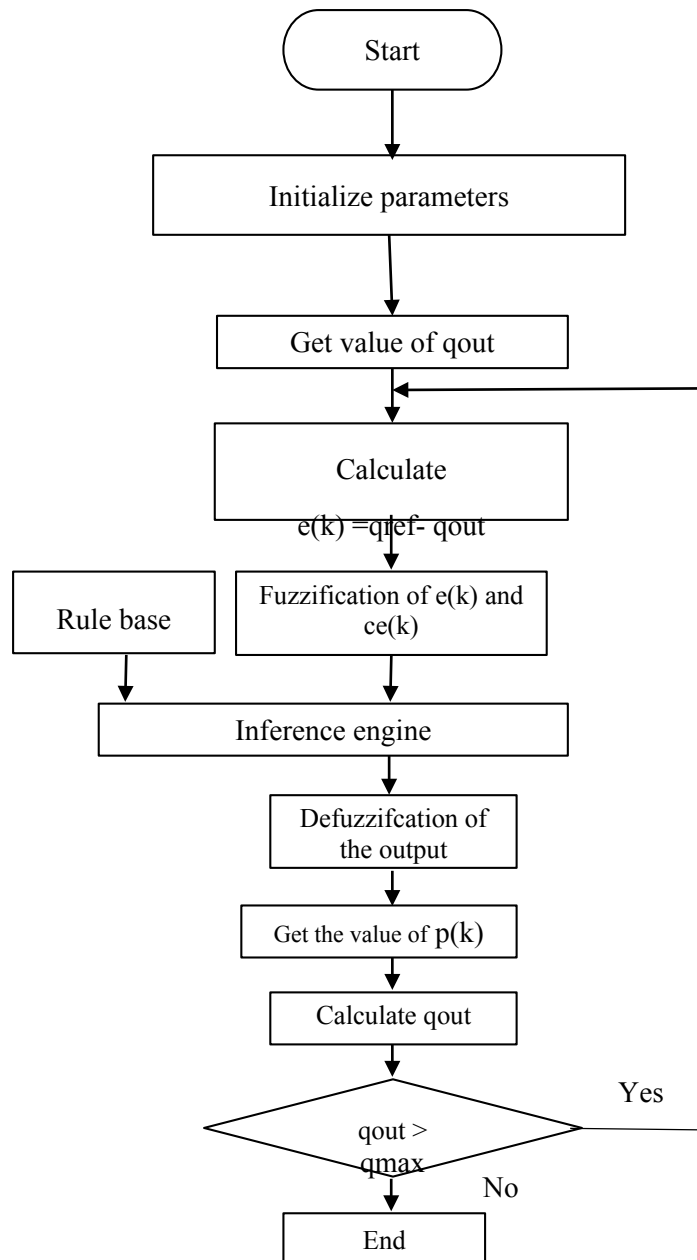 Start
Initialize parameters
Get value of qout
Calculate
e(k) =qref- qout
Rule base
Fuzzification of e(k) and
ce(k)
Inference engine
Defuzzifcation of
the output
Get the value of p(k)
Calculate qout
Yes
qout >
qmax
No
End